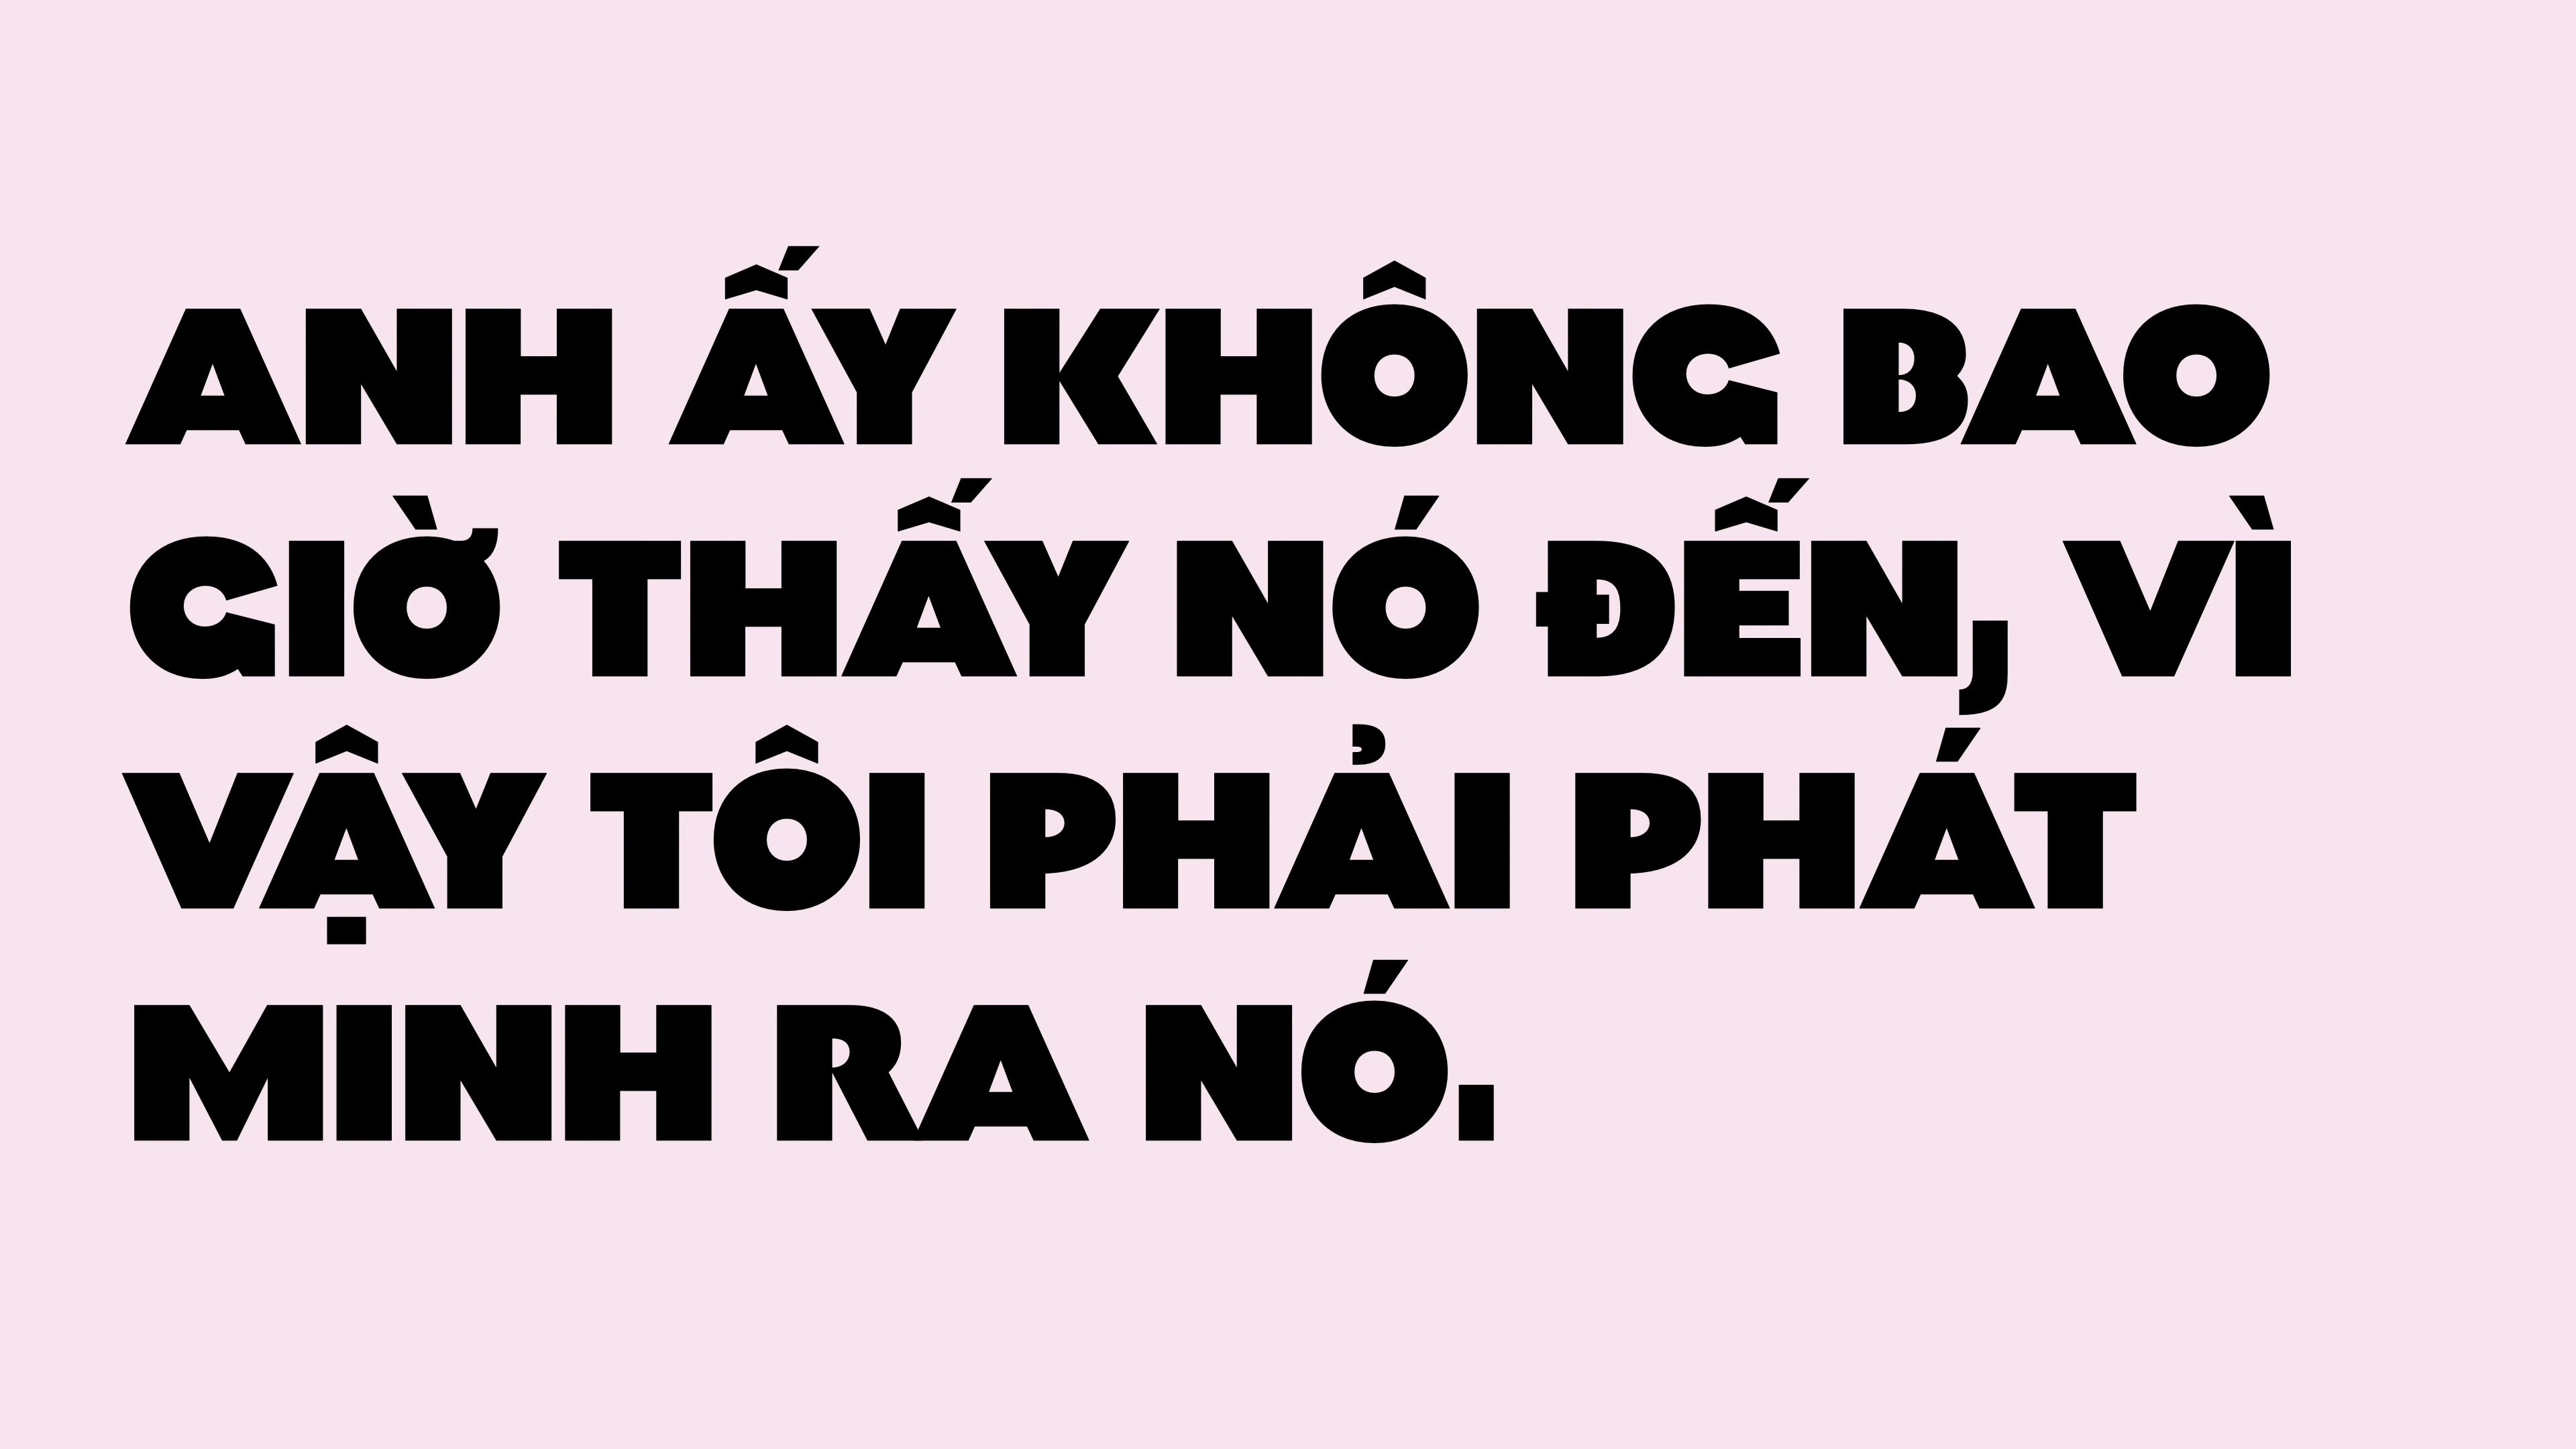 ANH ẤY KHÔNG BAO
GIỜ THẤY NÓ ĐẾN, VÌ
VẬY TÔI PHẢI PHÁT
MINH RA NÓ.